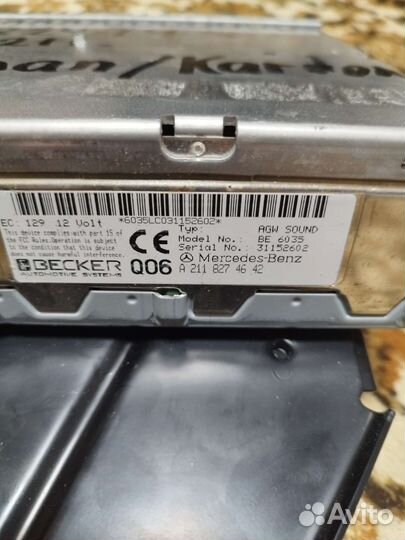 *6035LC031152602*
EC: 129 12 Volt
This device complies with part 15 of
the FCC Rules. Operation is subject
to the condition that this device
does not cause harmful interference.
CE
Typ: AGW SOUND
Model No.: BE 6035
Serial No.: 31152602
BECKER
AUTOMOTIVE SYSTEMS
Q06
Mercedes-Benz
A 211 827 46 42
Avito